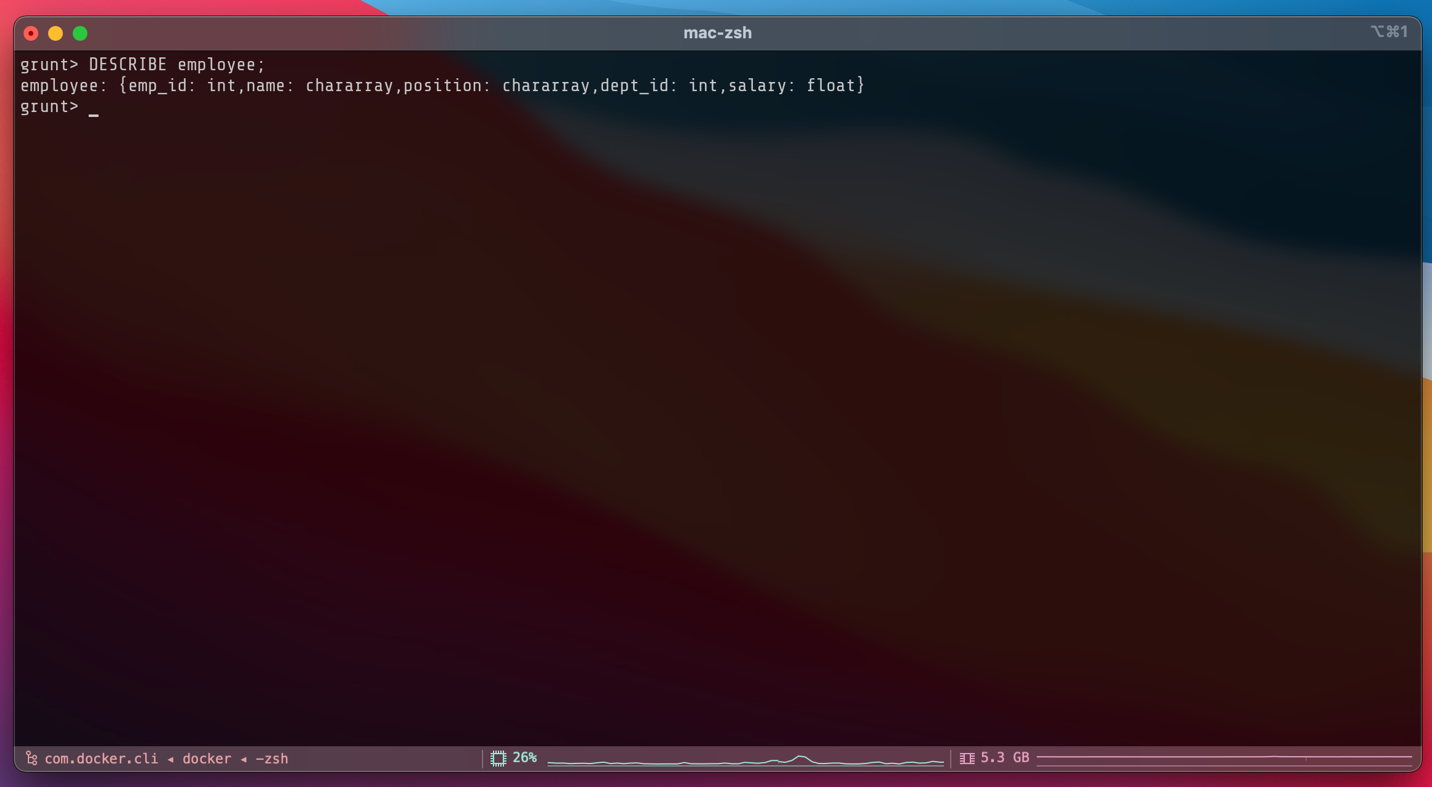 mac-zsh
⌥⌘1
grunt> DESCRIBE employee;
employee: {emp_id: int,name: chararray,position: chararray,dept_id: int,salary: float}
grunt> _
com.docker.cli ◂ docker ◂ -zsh
26%
5.3 GB